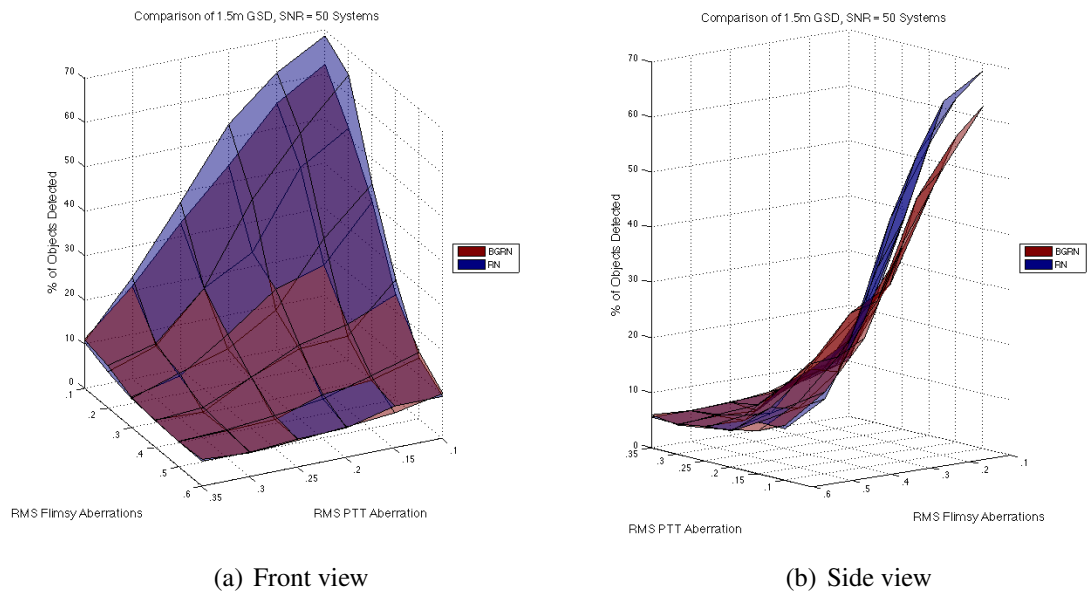 Comparison of 1.5m GSD, SNR = 50 Systems
70
60
50
40
30
20
10
0
% of Objects Detected
.1
.2
.3
.4
.5
.6
RMS Flimsy Aberrations
.35
.3
.25
.2
.15
.1
RMS PTT Aberration
BGRN
RN
(a) Front view
Comparison of 1.5m GSD, SNR = 50 Systems
70
60
50
40
30
20
10
0
% of Objects Detected
.35
.3
.25
.2
.15
.1
RMS PTT Aberration
.6
.5
.4
.3
.2
.1
RMS Flimsy Aberrations
BGRN
RN
(b) Side view